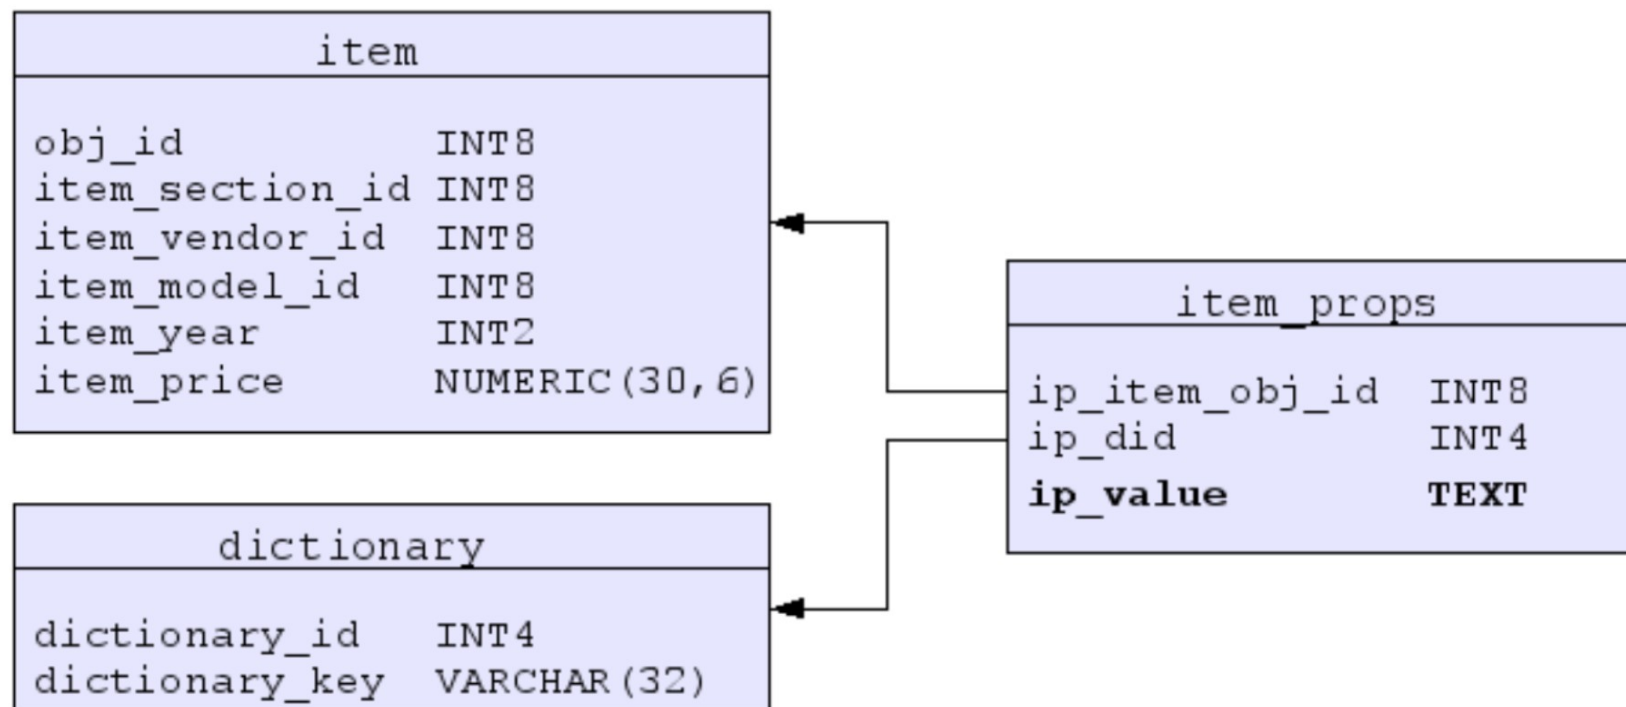 item
obj_id INT8
item_section_id INT8
item_vendor_id INT8
item_model_id INT8
item_year INT2
item_price NUMERIC(30,6)
item_props
ip_item_obj_id INT8
ip_did INT4
ip_value TEXT
dictionary
dictionary_id INT4
dictionary_key VARCHAR(32)